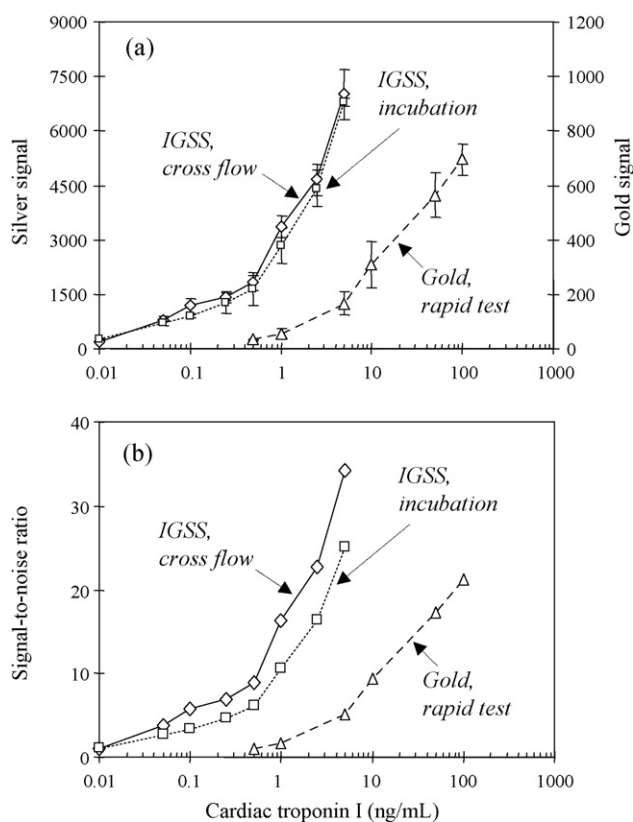 (a)
Silver signal
9000
7500
6000
4500
3000
1500
0
Gold signal
1200
1000
800
600
400
200
0
IGSS,
cross flow
IGSS,
incubation
Gold,
rapid test
0.01 0.1 1 10 100 1000
(b)
Signal-to-noise ratio
40
30
20
10
0
IGSS,
cross flow
IGSS,
incubation
Gold,
rapid test
0.01 0.1 1 10 100 1000
Cardiac troponin I (ng/mL)